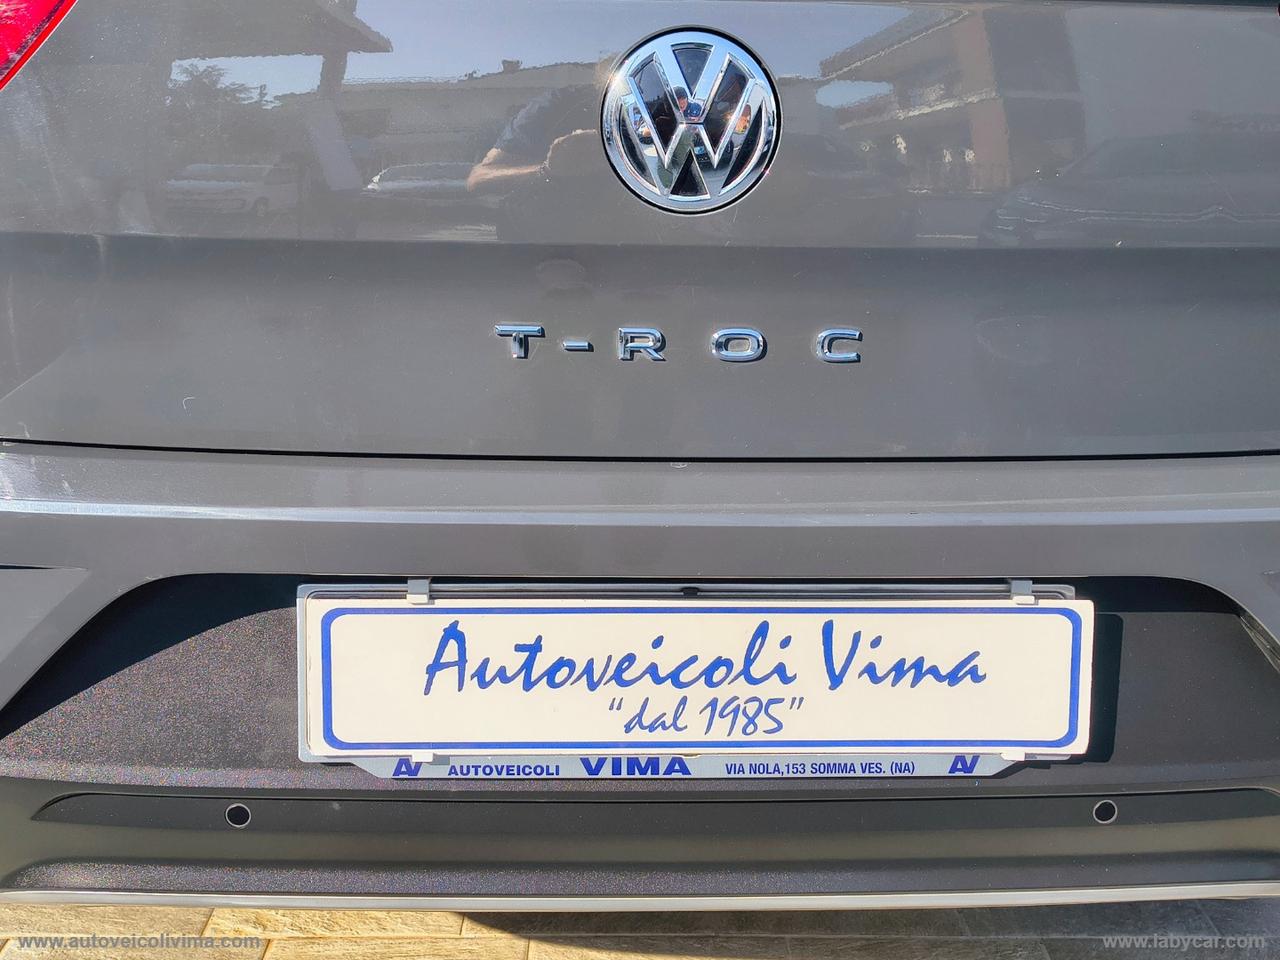 VW
T-ROC
Autoveicoli Vima
"dal 1985"
AV AUTOVEICOLI VIMA VIA NOLA,153 SOMMA VES. (NA) AV
www.autoveicolivima.com
www.labycar.com